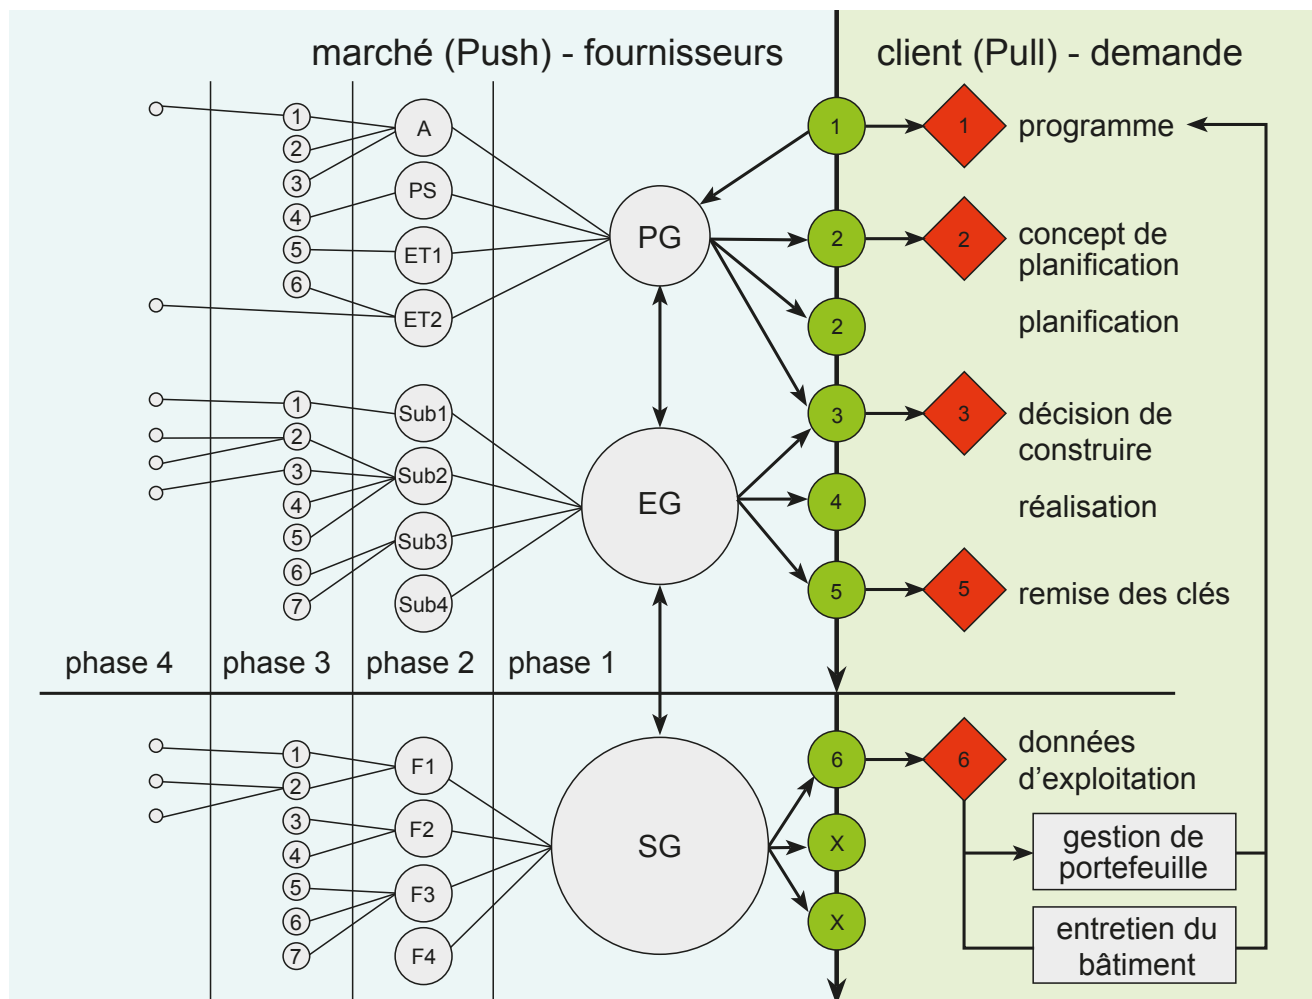 marché (Push) - fournisseurs
client (Pull) - demande
1
2
3
4
5
6
A
PS
ET1
ET2
PG
1
1
programme
2
2
concept de
planification
2
planification
1
2
3
4
5
6
7
Sub1
Sub2
Sub3
Sub4
EG
3
3
décision de
construire
4
réalisation
5
5
remise des clés
phase 4
phase 3
phase 2
phase 1
1
2
3
4
5
6
7
F1
F2
F3
F4
SG
6
6
données
d'exploitation
X
X
gestion de
portefeuille
entretien du
bâtiment